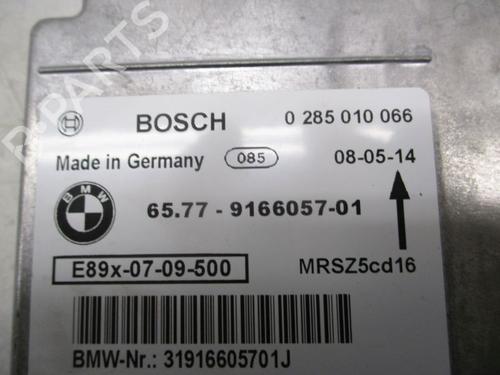 R-PARTS
BOSCH 0 285 010 066
Made in Germany 085 08-05-14
BMW
65.77 - 9166057-01
E89x-07-09-500 MRSZ5cd16
BMW-Nr.: 31916605701J